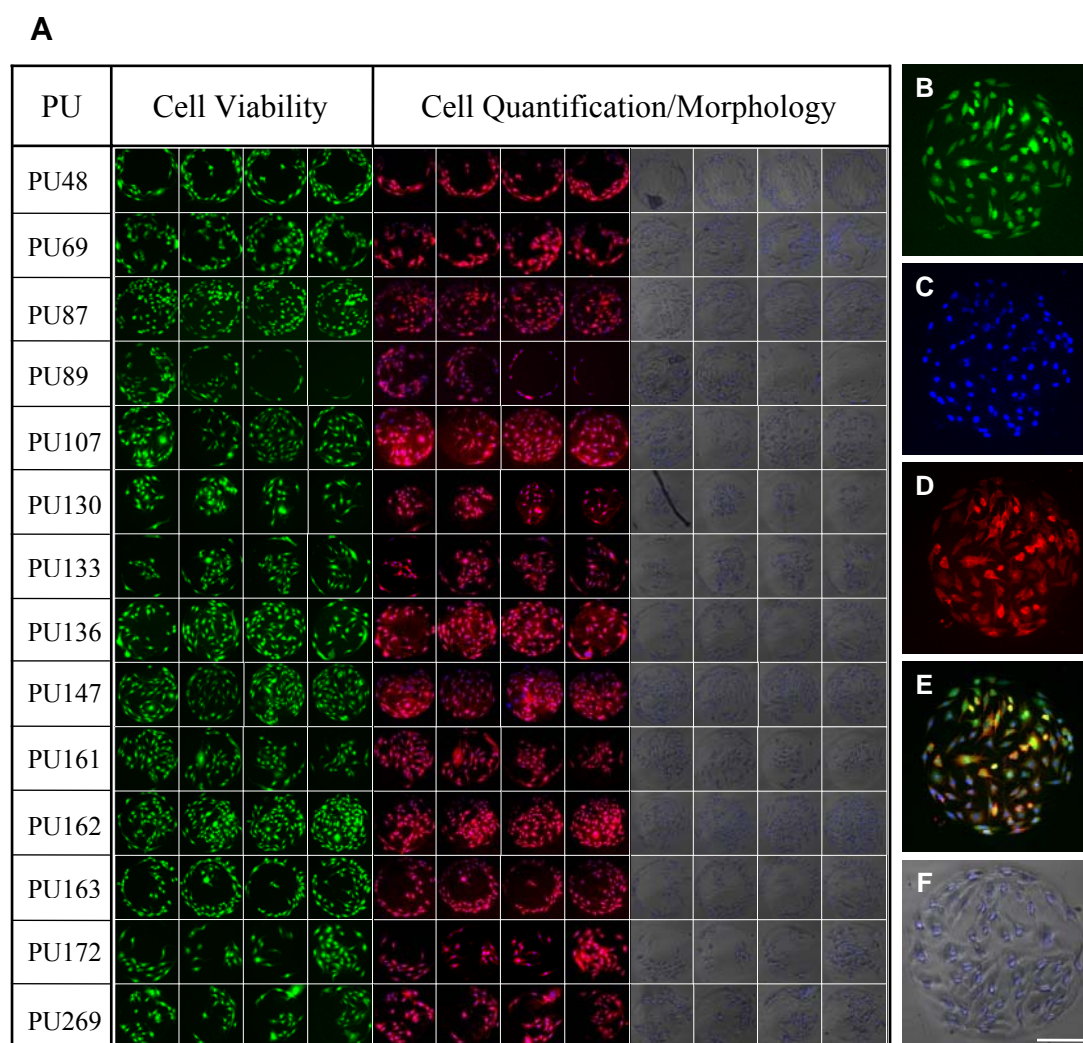 A
PU Cell Viability Cell Quantification/Morphology
PU48
PU69
PU87
PU89
PU107
PU130
PU133
PU136
PU147
PU161
PU162
PU163
PU172
PU269
B
C
D
E
F